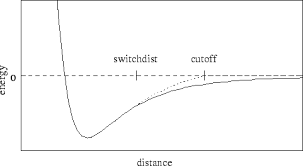 switchdist cutoff
energy
0
distance